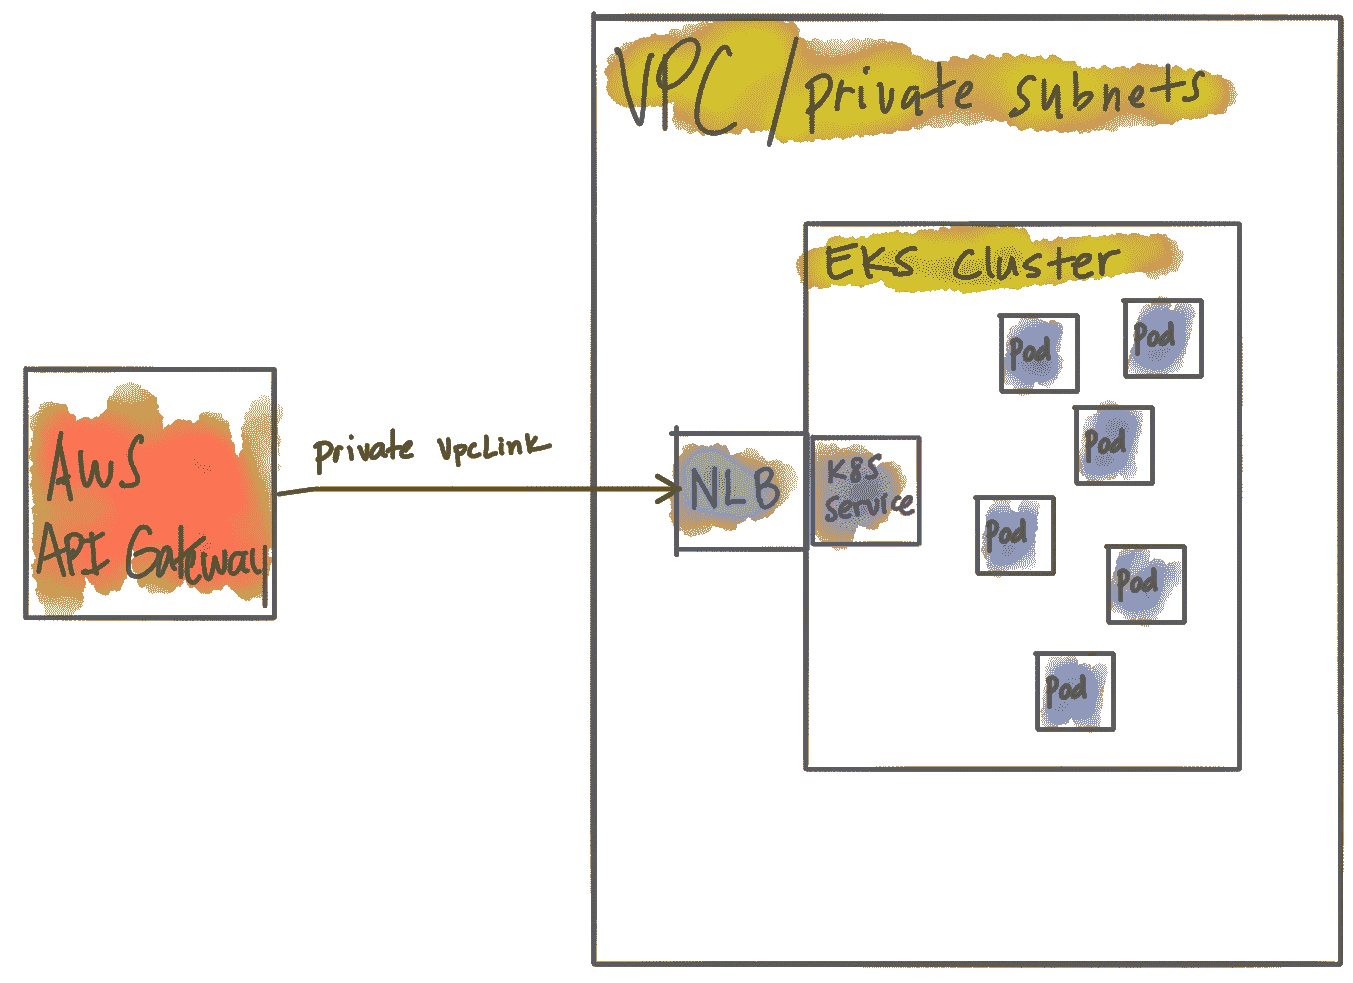 VPC/private subnets
EKS cluster
Pod
Pod
Pod
AWS
API Gateway
private VpcLink
NLB
K8S
Service
Pod
Pod
Pod